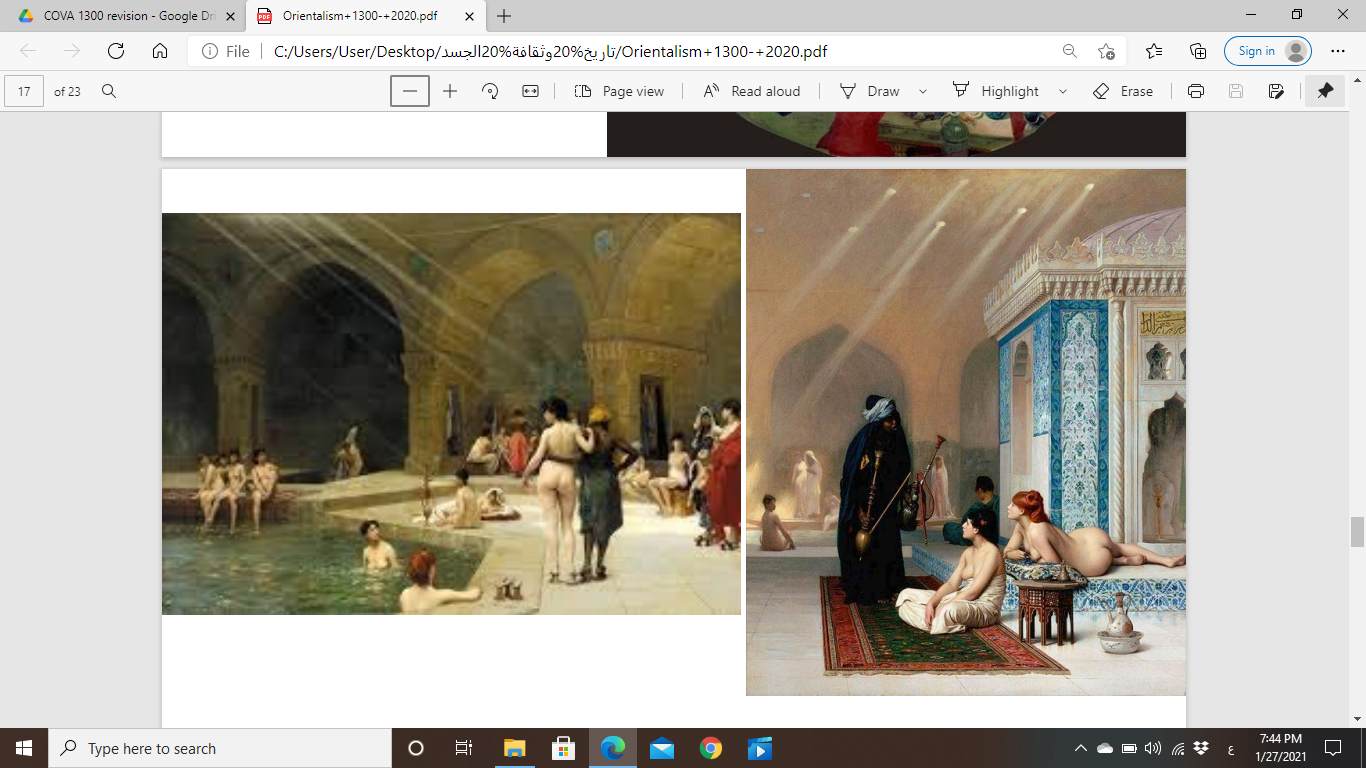 COVA 1300 revision - Google Dri
Orientalism+1300-+2020.pdf
File
C:/Users/User/Desktop/تاريخ%20وثقافة%20الجسد/Orientalism+1300-+2020.pdf
Sign in
17 of 23
Page view
Read aloud
Draw
Highlight
Erase
Type here to search
ع
7:44 PM
1/27/2021